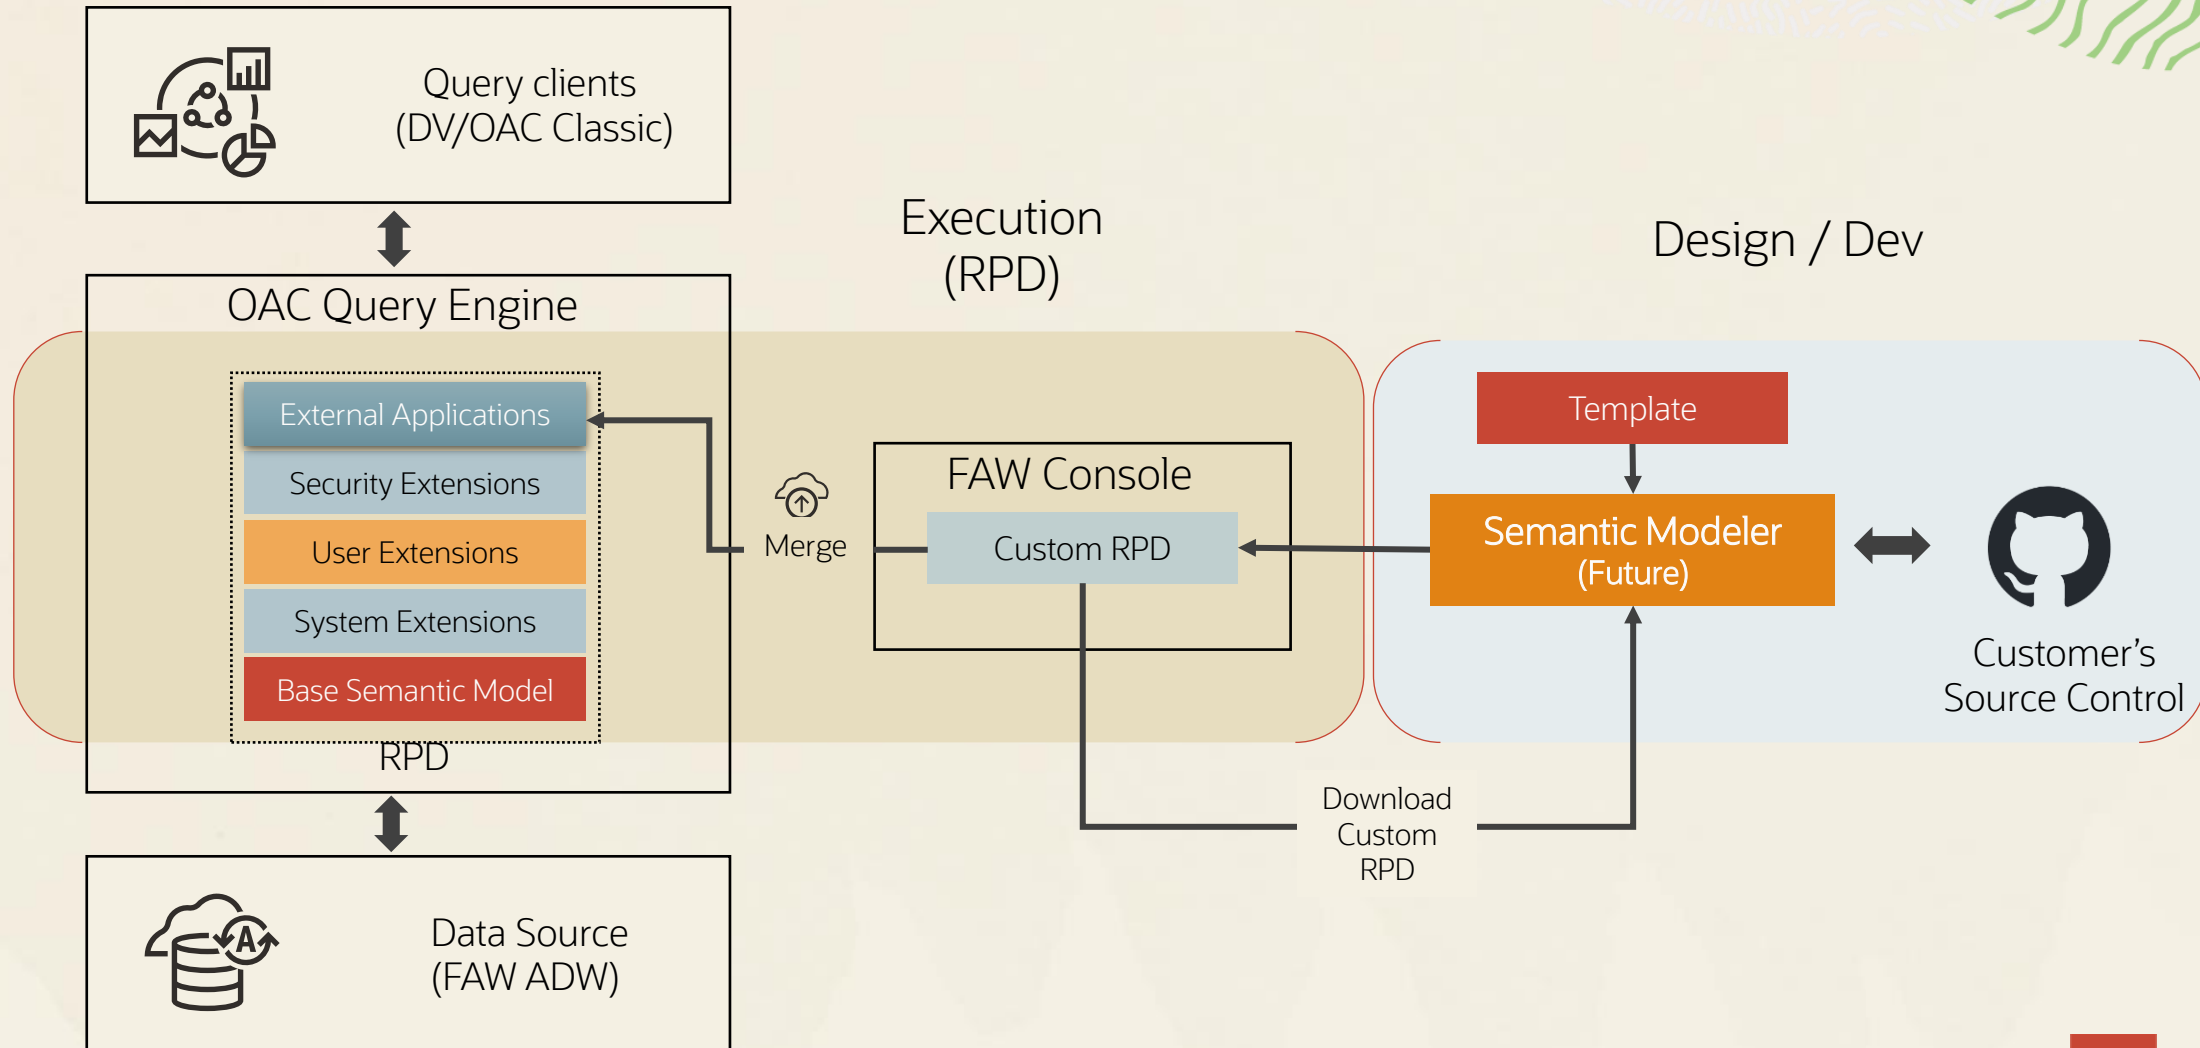 Query clients
(DV/OAC Classic)
Execution
(RPD)
Design / Dev
OAC Query Engine
External Applications
Security Extensions
User Extensions
System Extensions
Base Semantic Model
RPD
Merge
FAW Console
Custom RPD
Template
Semantic Modeler
(Future)
Customer's
Source Control
Download
Custom
RPD
Data Source
(FAW ADW)
A